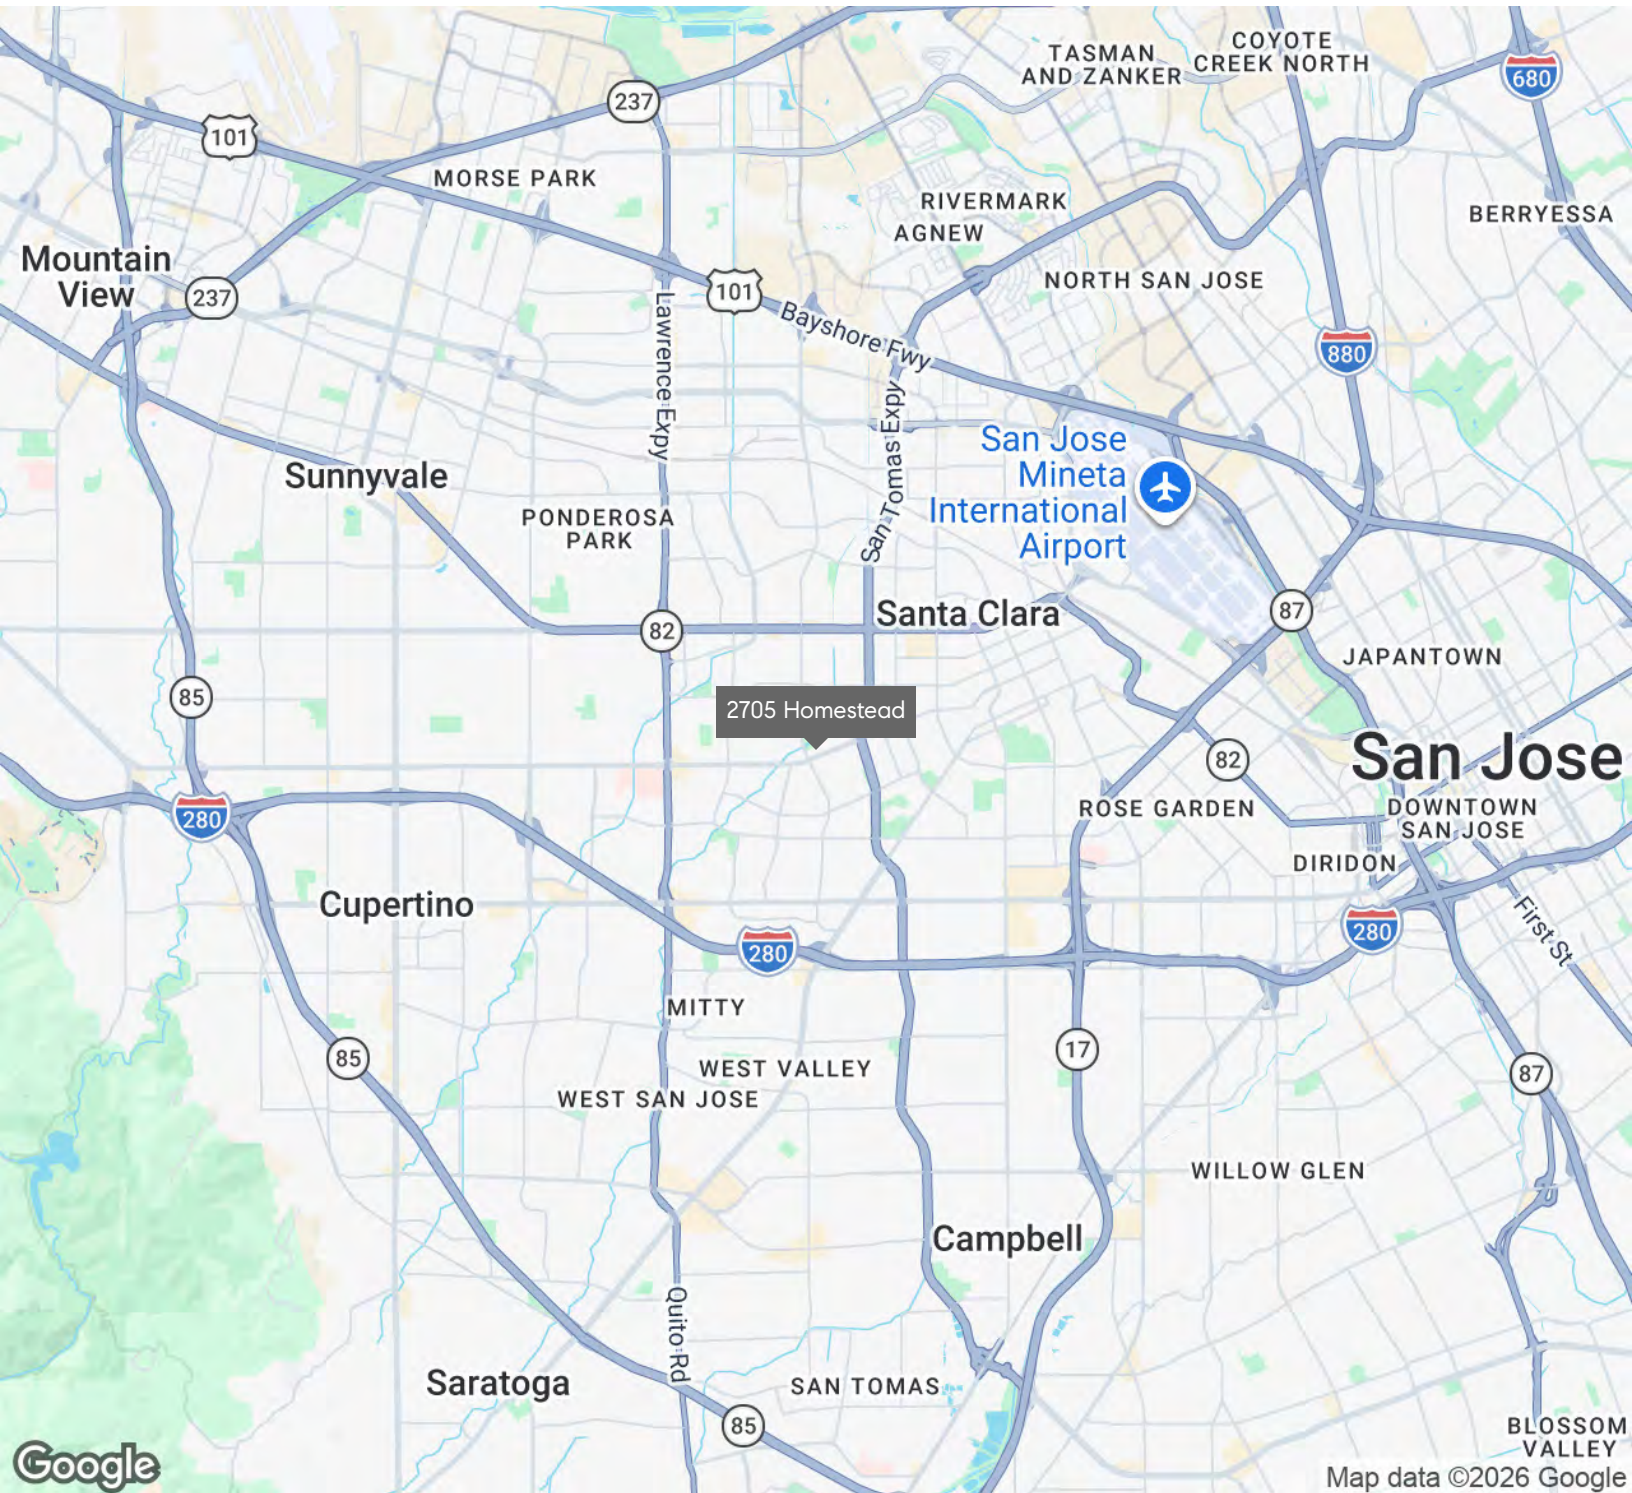 TASMAN
AND ZANKER
COYOTE
CREEK NORTH
680
237
101
MORSE PARK
RIVERMARK
AGNEW
BERRYESSA
Mountain
View
237
101
NORTH SAN JOSE
Lawrence Expy
Bayshore Fwy
880
San Tomas Expy
San Jose
Mineta
International
Airport
Sunnyvale
PONDEROSA
PARK
82
Santa Clara
87
JAPANTOWN
85
2705 Homestead
82
San Jose
280
ROSE GARDEN
DOWNTOWN
SAN JOSE
DIRIDON
Cupertino
280
280
First St
MITTY
85
17
WEST VALLEY
87
WEST SAN JOSE
WILLOW GLEN
Campbell
Quito Rd
Saratoga
SAN TOMAS
85
BLOSSOM
VALLEY
Google
Map data ©2026 Google